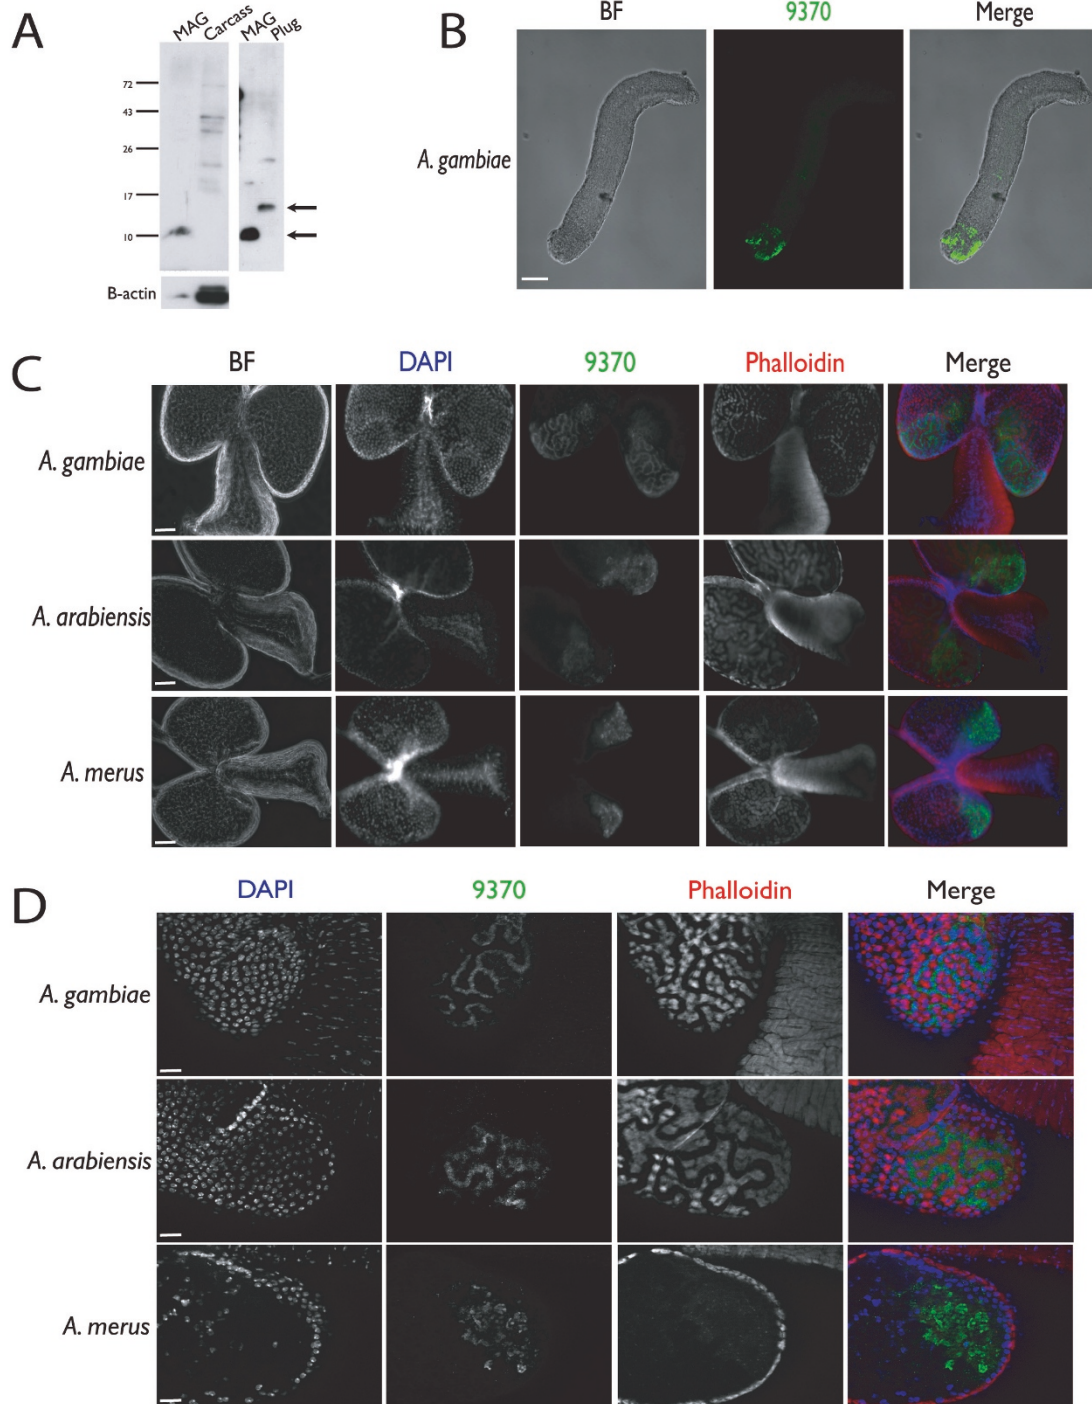 A
MAG Carcass MAG Plug
72
43
26
17
10
B-actin
B
BF 9370 Merge
A. gambiae
C
BF DAPI 9370 Phalloidin Merge
A. gambiae
A. arabiensis
A. merus
D
DAPI 9370 Phalloidin Merge
A. gambiae
A. arabiensis
A. merus